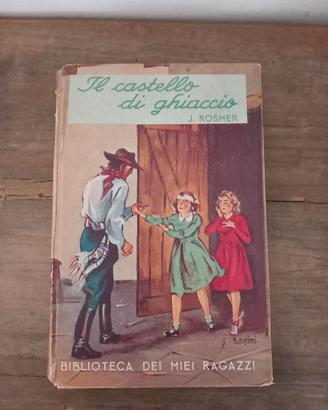 Il castello
di ghiaccio
J. ROSHER
BIBLIOTECA DEI MIEI RAGAZZI